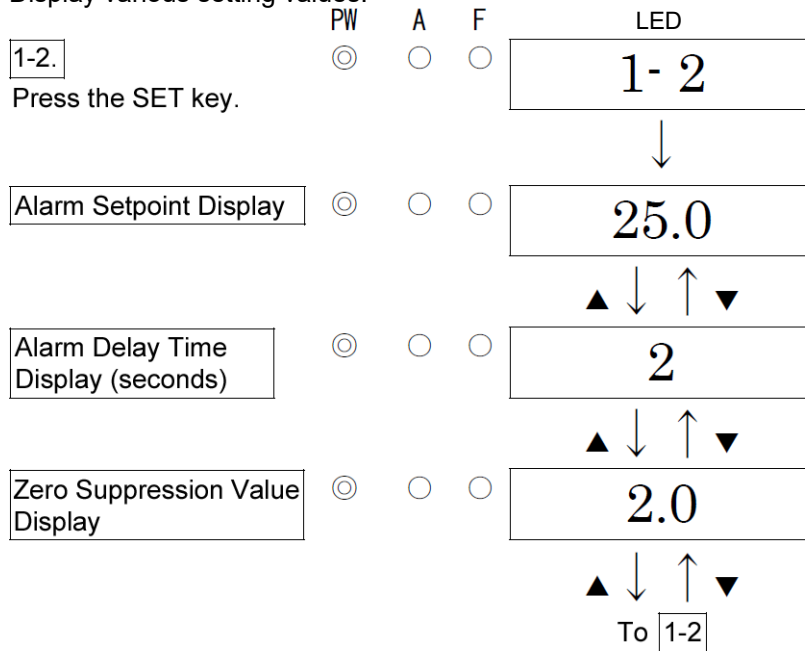 Display various setting values.
PW A F LED
1-2.
Press the SET key.
1- 2
↓
Alarm Setpoint Display
25.0
▲ ↓ ↑ ▼
Alarm Delay Time
Display (seconds)
2
▲ ↓ ↑ ▼
Zero Suppression Value
Display
2.0
▲ ↓ ↑ ▼
To 1-2